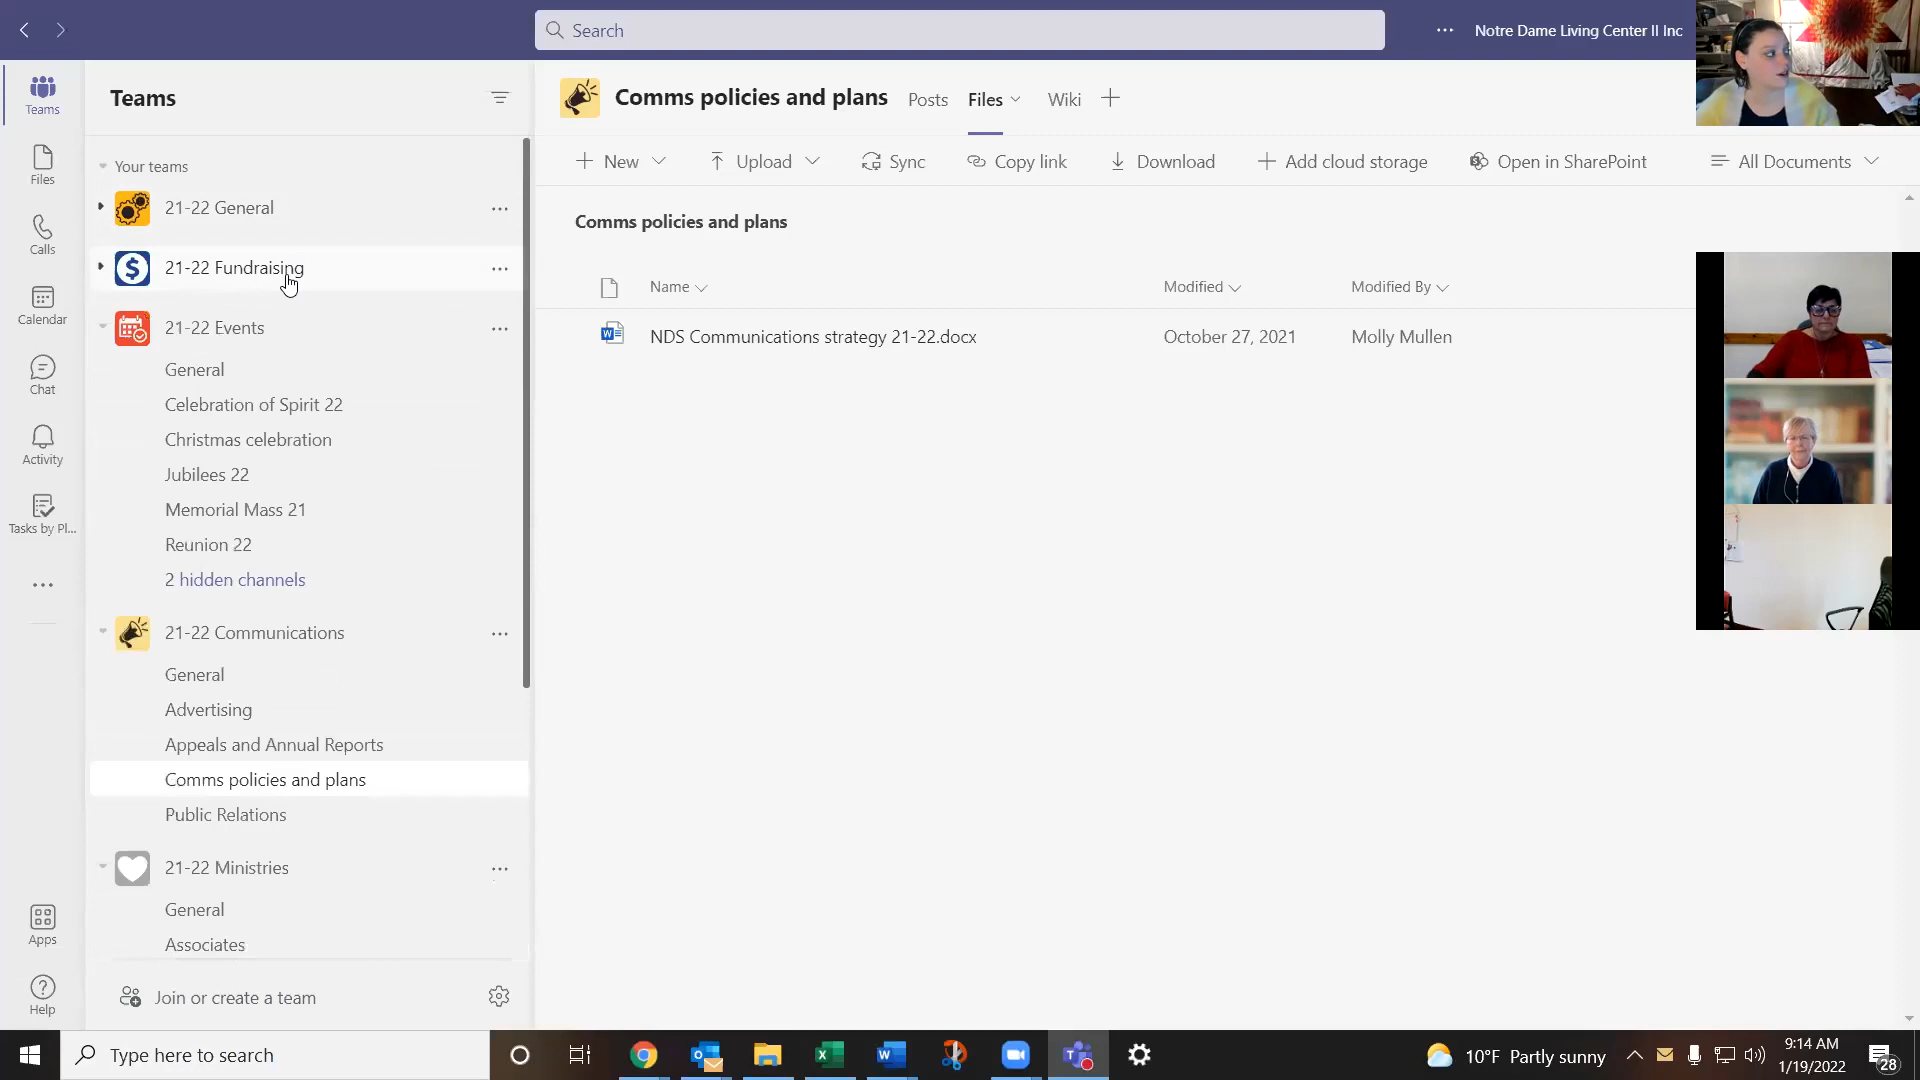 Search
Notre Dame Living Center II Inc
Teams
Files
Calls
Calendar
Chat
Activity
Tasks by Pl...
Apps
Help
Teams
Your teams
21-22 General
21-22 Fundraising
21-22 Events
General
Celebration of Spirit 22
Christmas celebration
Jubilees 22
Memorial Mass 21
Reunion 22
2 hidden channels
21-22 Communications
General
Advertising
Appeals and Annual Reports
Comms policies and plans
Public Relations
21-22 Ministries
General
Associates
Join or create a team
Comms policies and plans Posts Files Wiki
New Upload Sync Copy link Download Add cloud storage Open in SharePoint All Documents
Comms policies and plans
Name Modified Modified By
NDS Communications strategy 21-22.docx October 27, 2021 Molly Mullen
Type here to search
10°F Partly sunny
9:14 AM
1/19/2022
28